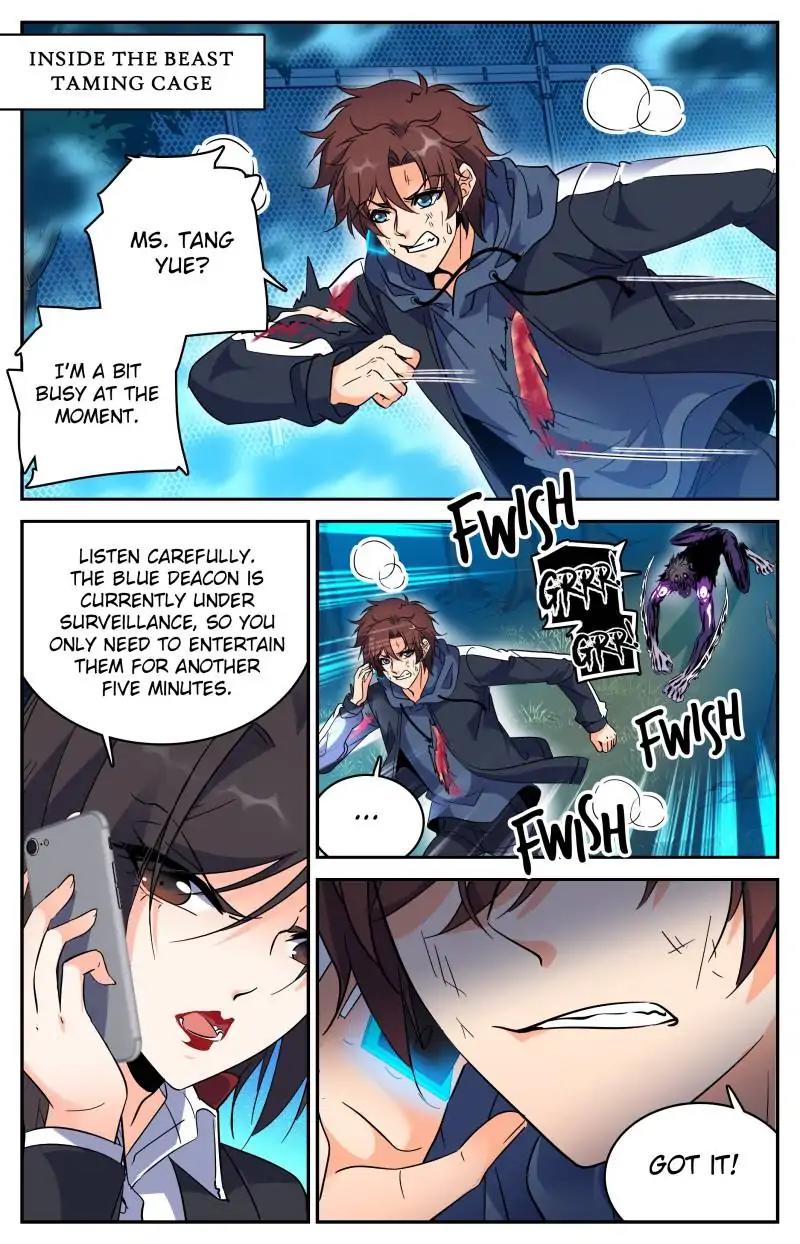 INSIDE THE BEAST
TAMING CAGE
MS. TANG
YUE?
I'M A BIT
BUSY AT THE
MOMENT.
LISTEN CAREFULLY.
THE BLUE DEACON IS
CURRENTLY UNDER
SURVEILLANCE, SO YOU
ONLY NEED TO ENTERTAIN
THEM FOR ANOTHER
FIVE MINUTES.
FWISH
GRRR!
GRR!
FWISH
...
FWISH
GOT IT!